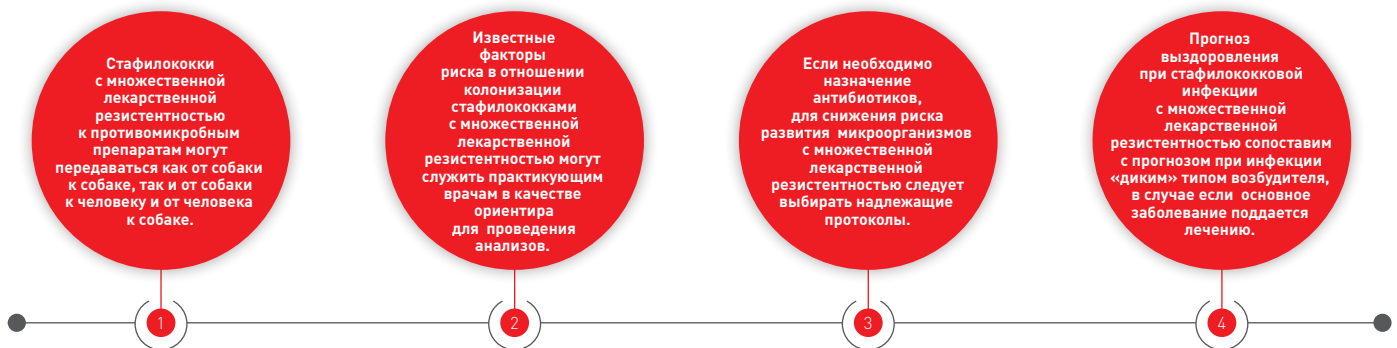 Стафилококки
с множественной
лекарственной
резистентностью
к противомикробным
препаратам могут
передаваться как от собаки
к собаке, так и от собаки
к человеку и от человека
к собаке.
1
Известные
факторы
риска в отношении
колонизации
стафилококками
с множественной
лекарственной
резистентностью могут
служить практикующим
врачам в качестве
ориентира
для проведения
анализов.
2
Если необходимо
назначение
антибиотиков,
для снижения риска
развития микроорганизмов
с множественной
лекарственной
резистентностью следует
выбирать надлежащие
протоколы.
3
Прогноз
выздоровления
при стафилококковой
инфекции
с множественной
лекарственной
резистентностью сопоставим
с прогнозом при инфекции
«диким» типом возбудителя,
в случае если основное
заболевание поддается
лечению.
4